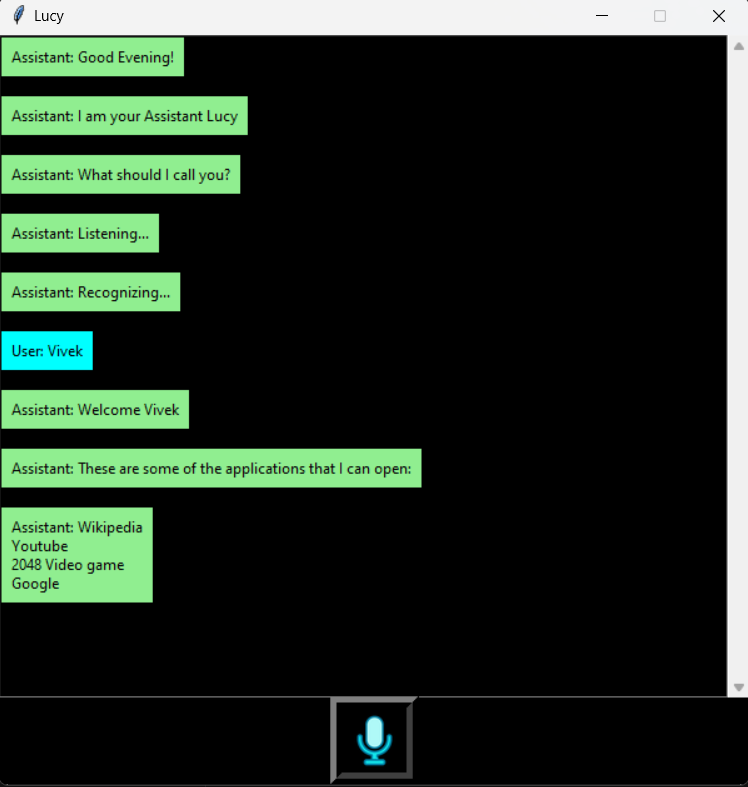 Lucy
Assistant: Good Evening!
Assistant: I am your Assistant Lucy
Assistant: What should I call you?
Assistant: Listening...
Assistant: Recognizing...
User: Vivek
Assistant: Welcome Vivek
Assistant: These are some of the applications that I can open:
Assistant: Wikipedia
Youtube
2048 Video game
Google